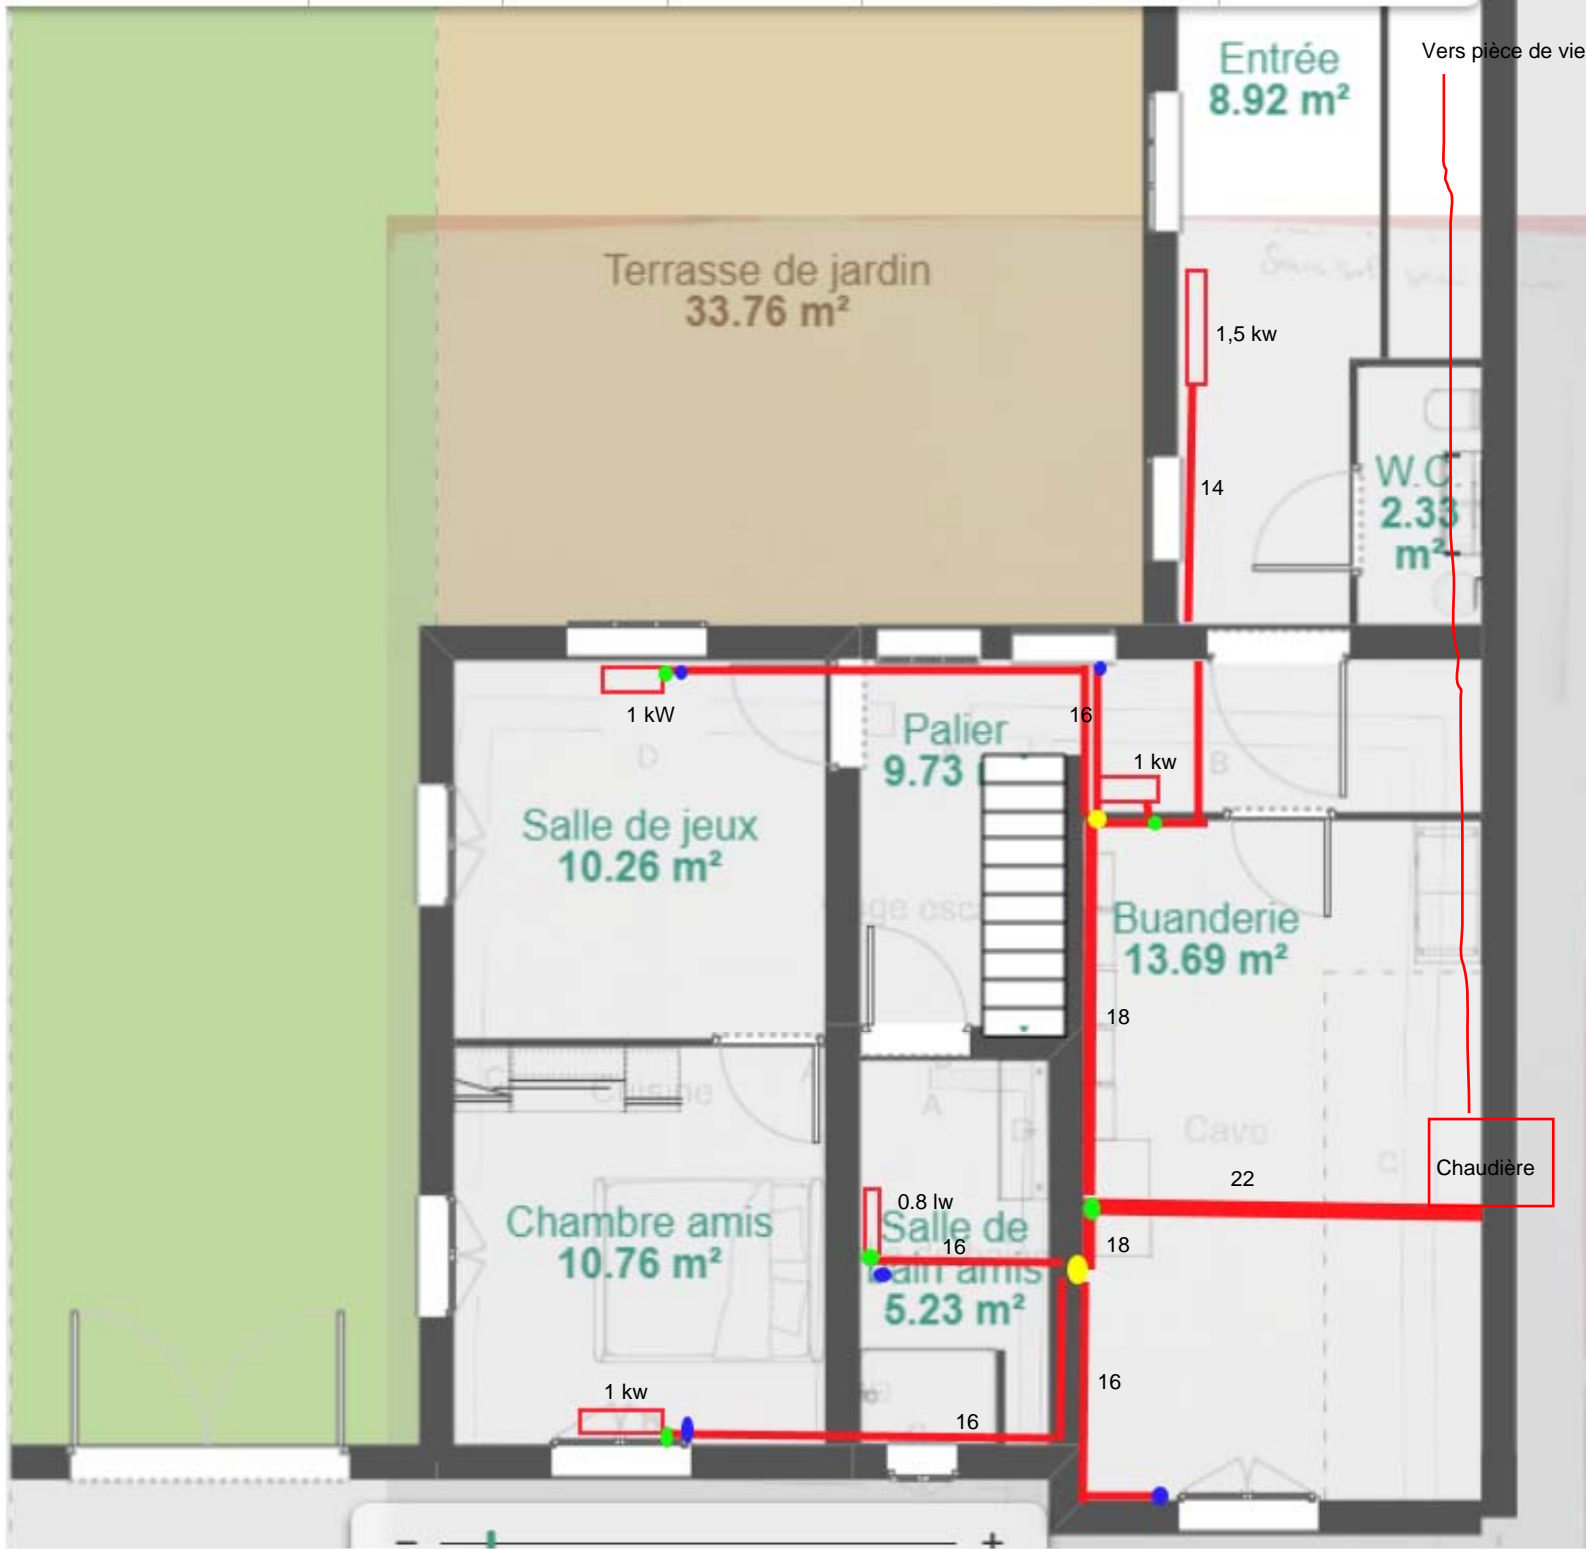 Entrée
8.92 m²
Vers pièce de vie
Terrasse de jardin
33.76 m²
1,5 kw
14
W.C.
2.33
m²
1 kW
16
Palier
9.73
1 kw
B
D
Salle de jeux
10.26 m²
Buanderie
13.69 m²
18
Cuisine
A
Cave
C
Chaudière
22
Chambre amis
10.76 m²
0.8 lw
Salle de
16
bain amis
5.23 m²
18
1 kw
16
16
- +